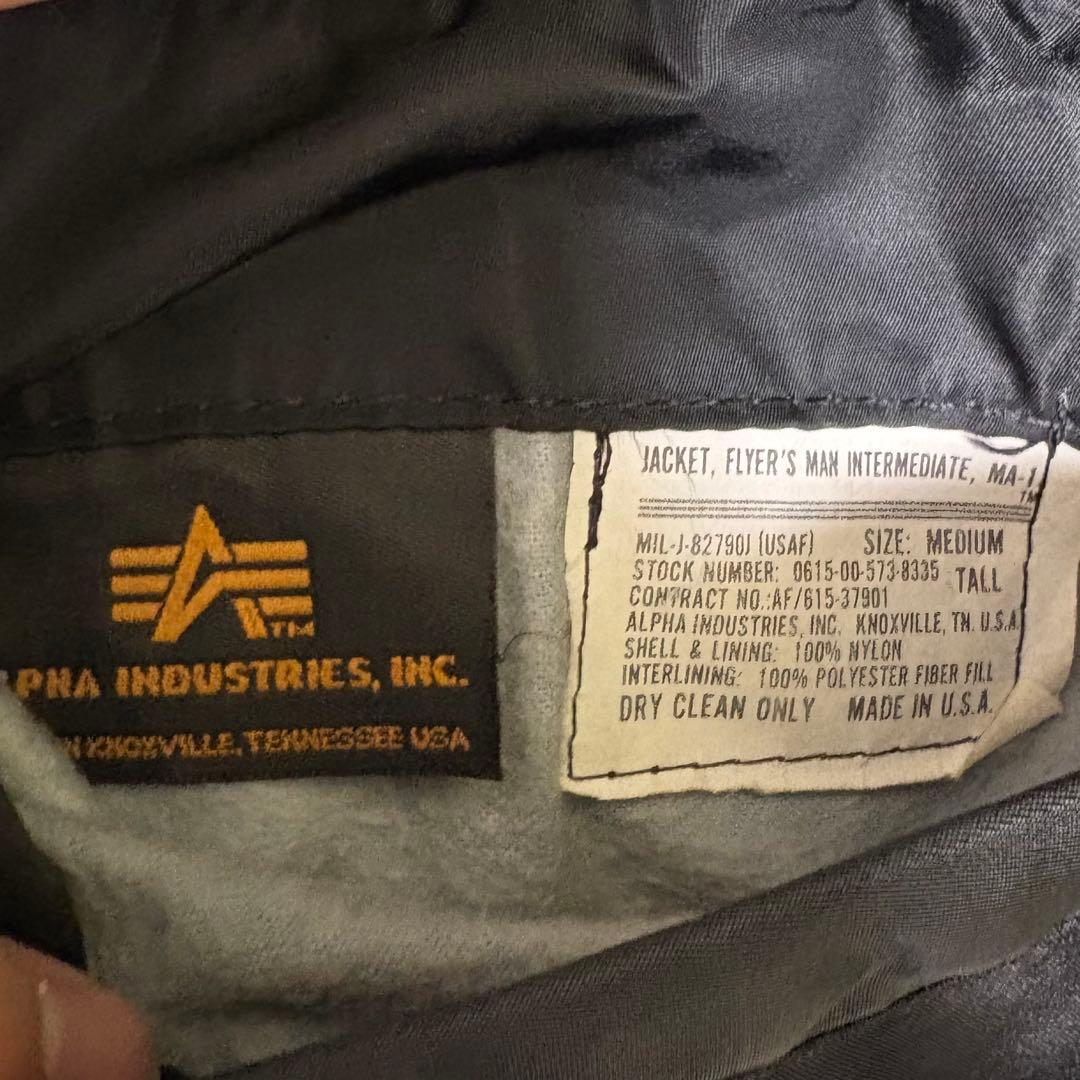 TM
ALPHA INDUSTRIES, INC.
KNOXVILLE, TENNESSEE USA
JACKET, FLYER'S MAN INTERMEDIATE, MA-1
TM
MIL-J-82790J (USAF) SIZE: MEDIUM
STOCK NUMBER: 0615-00-573-8335 TALL
CONTRACT NO.:AF/615-37901
ALPHA INDUSTRIES, INC. KNOXVILLE, TN. U.S.A.
SHELL & LINING: 100% NYLON
INTERLINING: 100% POLYESTER FIBER FILL
DRY CLEAN ONLY MADE IN U.S.A.